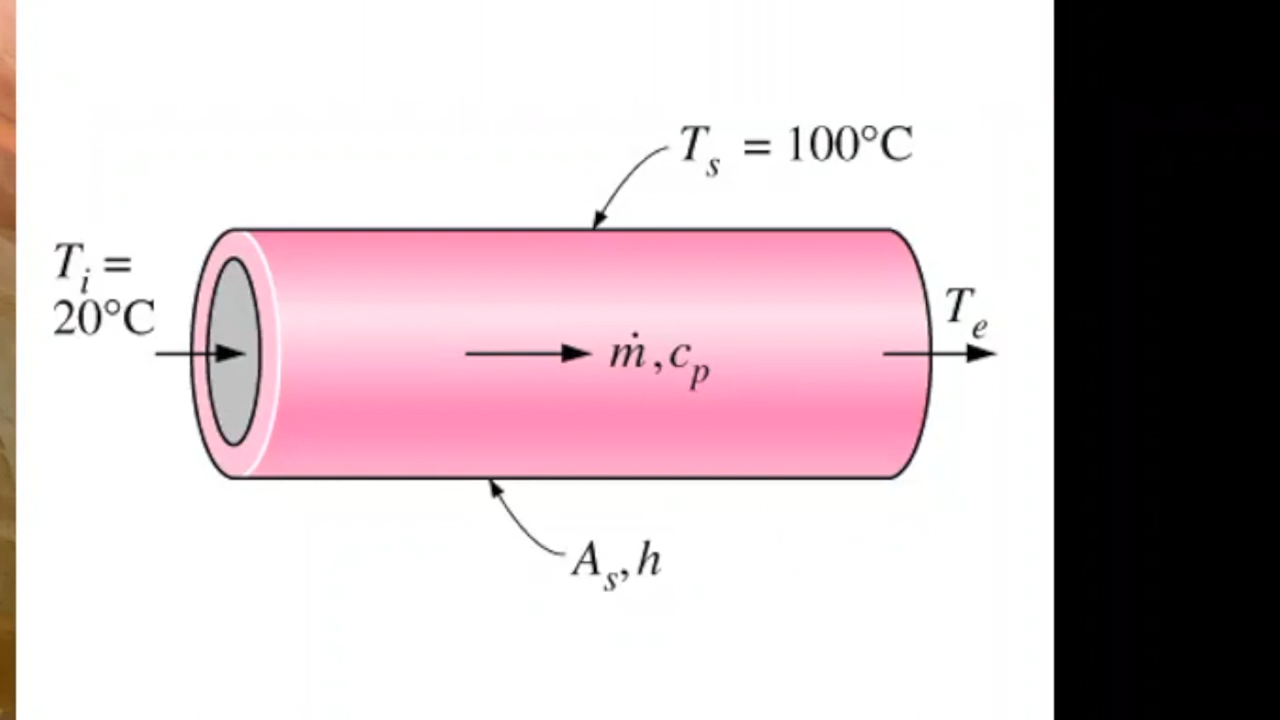 T_s = 100°C
T_i =
20°C
T_e
ṁ, c_p
A_s, h